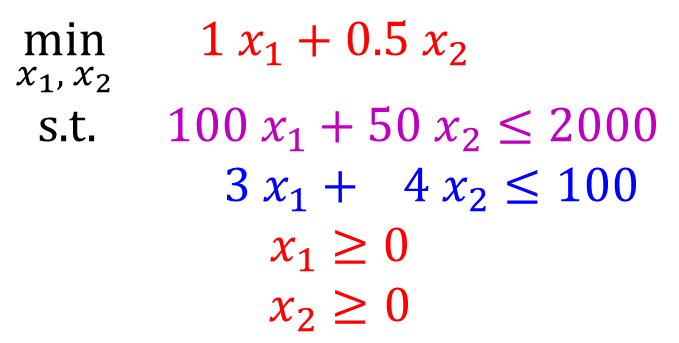 min 1 x₁ + 0.5 x₂
x₁, x₂
s.t. 100 x₁ + 50 x₂ ≤ 2000
3 x₁ + 4 x₂ ≤ 100
x₁ ≥ 0
x₂ ≥ 0